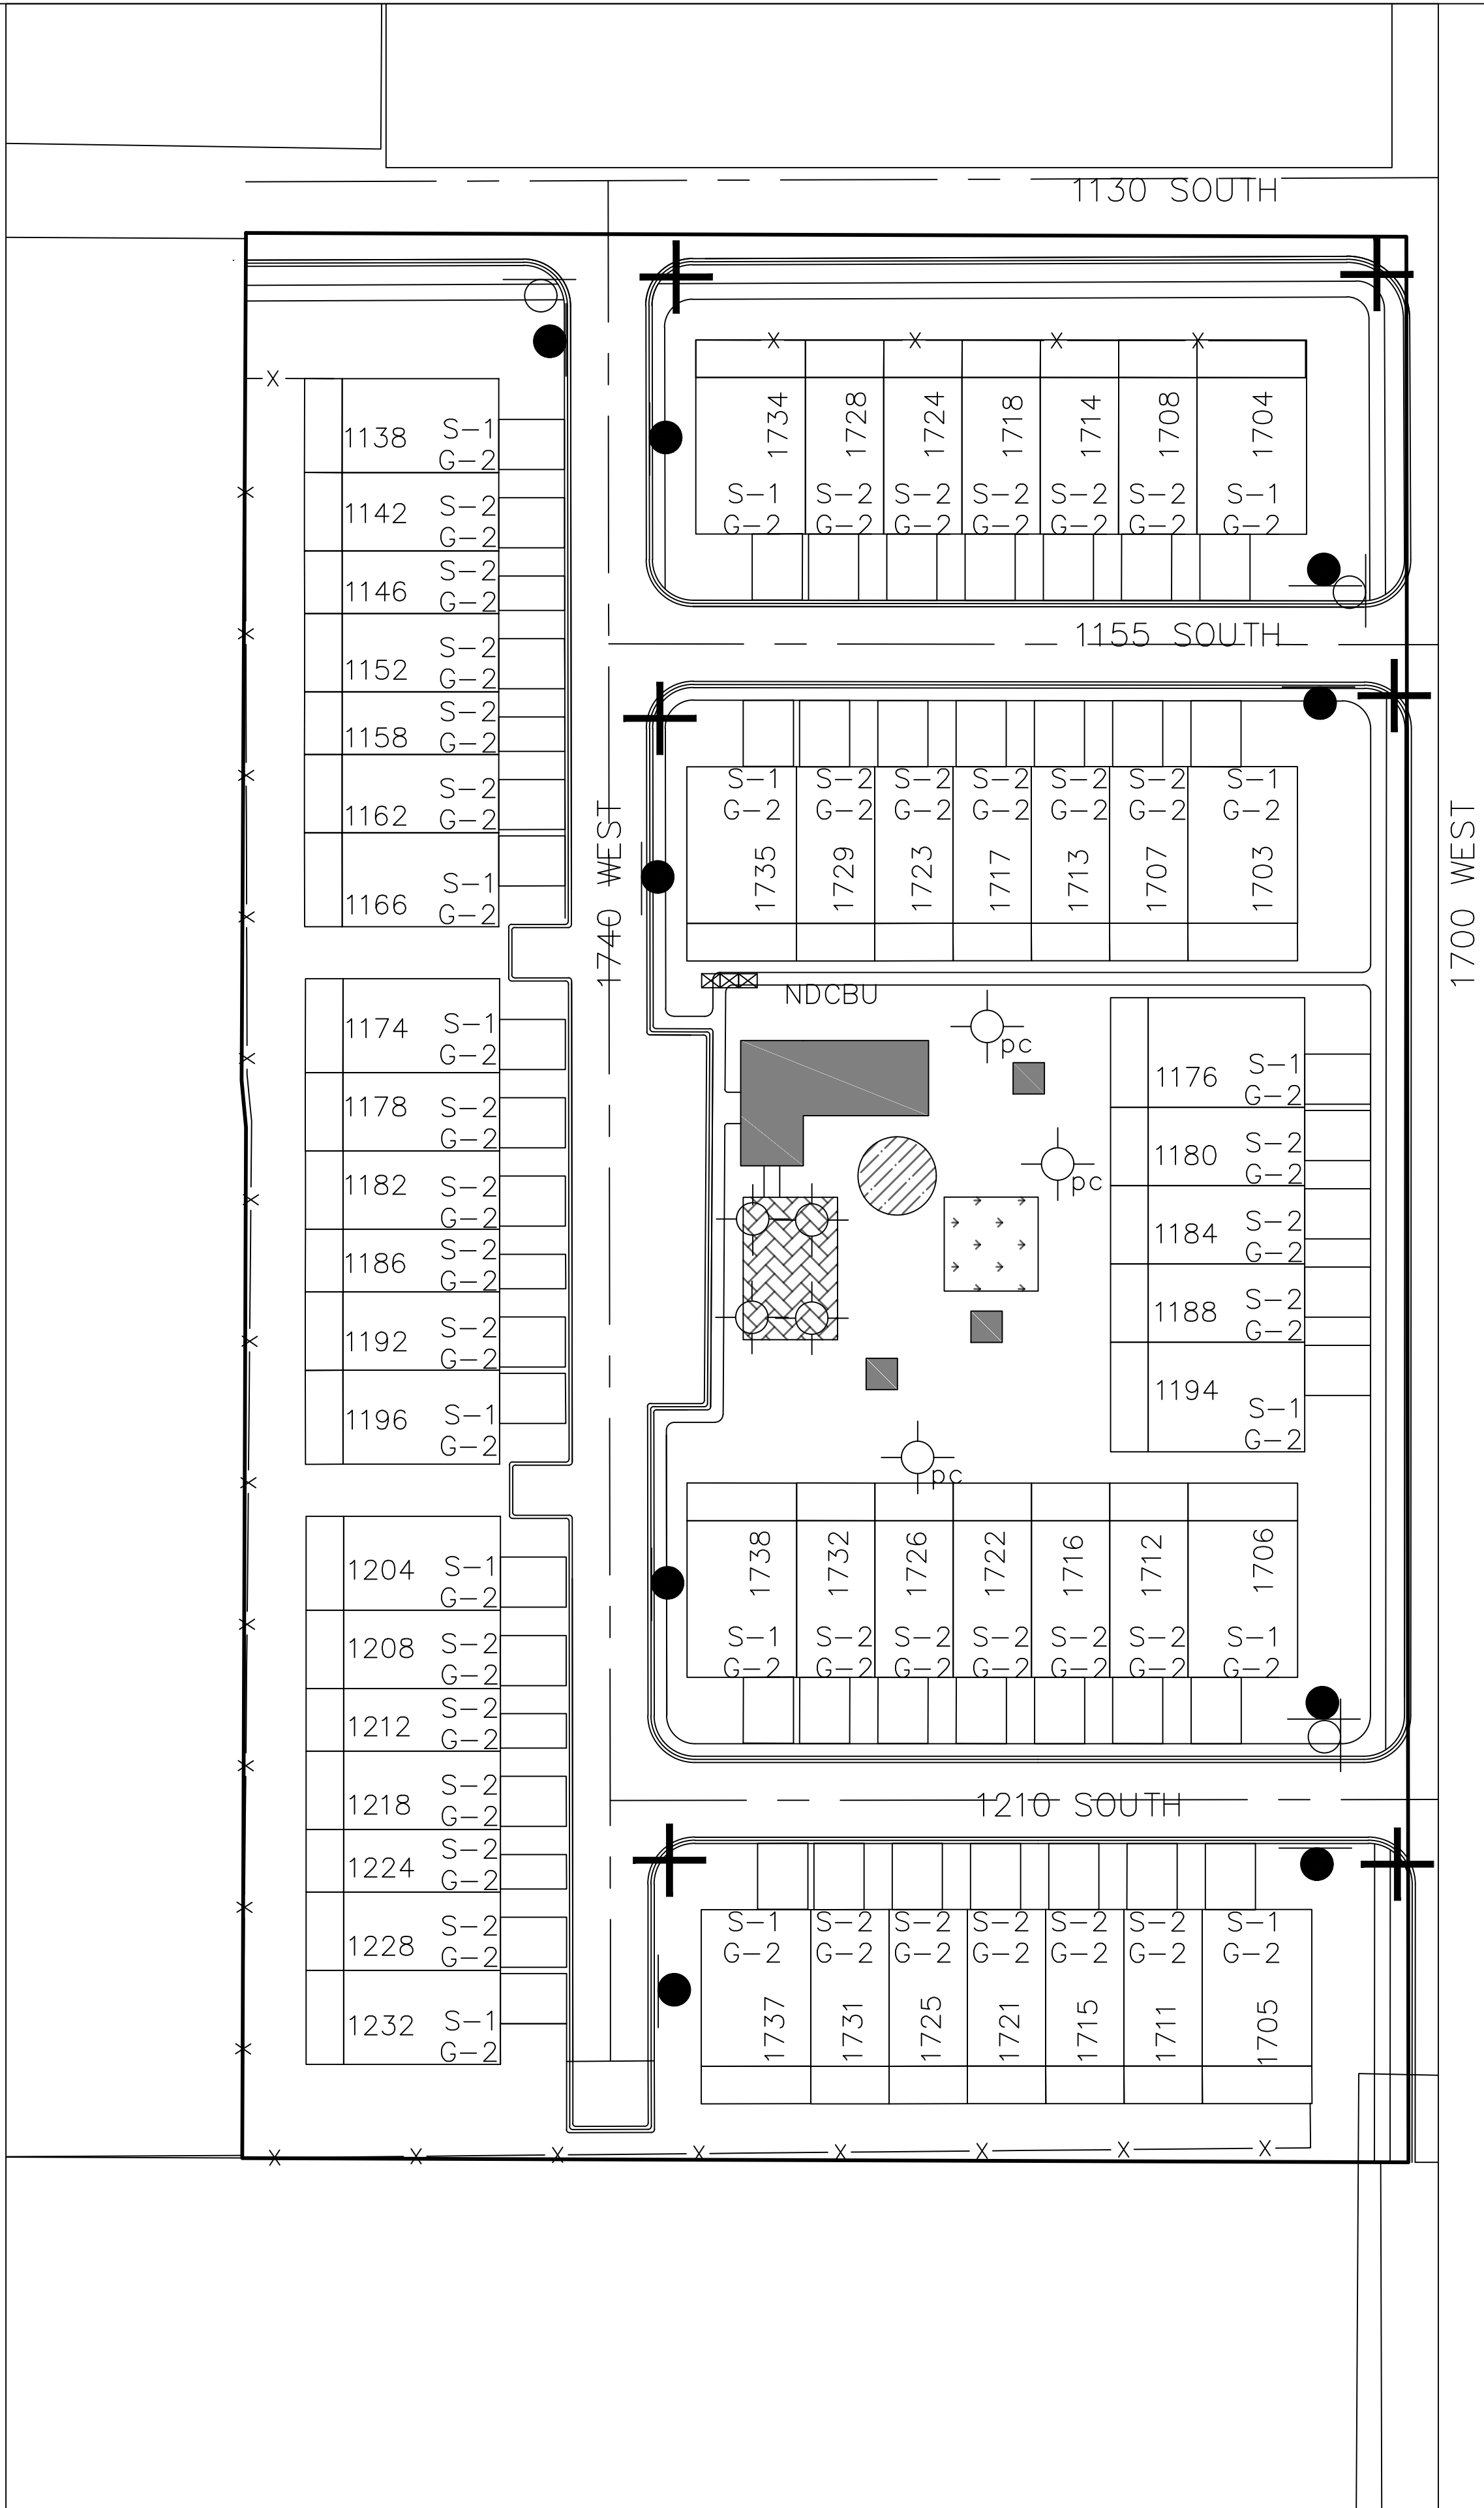 1130 SOUTH
1734
1728
1724
1718
1714
1708
1704
S-1 S-2 S-2 S-2 S-2 S-2 S-1
G-2 G-2 G-2 G-2 G-2 G-2 G-2
1138 S-1
G-2
1142 S-2
G-2
1146 S-2
G-2
1152 S-2
G-2
1158 S-2
G-2
1162 S-2
G-2
1166 S-1
G-2
1155 SOUTH
S-1 S-2 S-2 S-2 S-2 S-2 S-1
G-2 G-2 G-2 G-2 G-2 G-2 G-2
1735
1729
1723
1717
1713
1707
1703
1740 WEST
1700 WEST
NDCBU
pc
pc
pc
1174 S-1
G-2
1178 S-2
G-2
1182 S-2
G-2
1186 S-2
G-2
1192 S-2
G-2
1196 S-1
G-2
1176 S-1
G-2
1180 S-2
G-2
1184 S-2
G-2
1188 S-2
G-2
1194 S-1
G-2
1738
1732
1726
1722
1716
1712
1706
S-1 S-2 S-2 S-2 S-2 S-2 S-1
G-2 G-2 G-2 G-2 G-2 G-2 G-2
1204 S-1
G-2
1208 S-2
G-2
1212 S-2
G-2
1218 S-2
G-2
1224 S-2
G-2
1228 S-2
G-2
1232 S-1
G-2
1210 SOUTH
S-1 S-2 S-2 S-2 S-2 S-2 S-1
G-2 G-2 G-2 G-2 G-2 G-2 G-2
1737
1731
1725
1721
1715
1711
1705